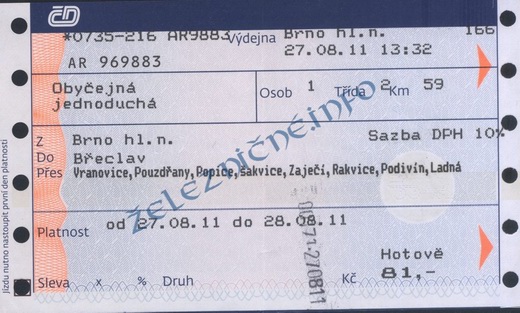 ČD
*0735-216 AR9883 Výdejna Brno hl.n. 166
27.08.11 13:32
AR 969883
Obyčejná
jednoduchá
Osob 1 Třída 2 Km 59
Z Brno hl.n. Sazba DPH 10%
Do Břeclav
Přes Vranovice,Pouzdřany,Popice,šakvice,Zaječí,Rakvice,Podivín,Ladná
ŽELEZNIČNÉ.INFO
Platnost od 27.08.11 do 28.08.11
Hotově
Sleva x % Druh Kč 81,-
Jízdu nutno nastoupit první den platnosti